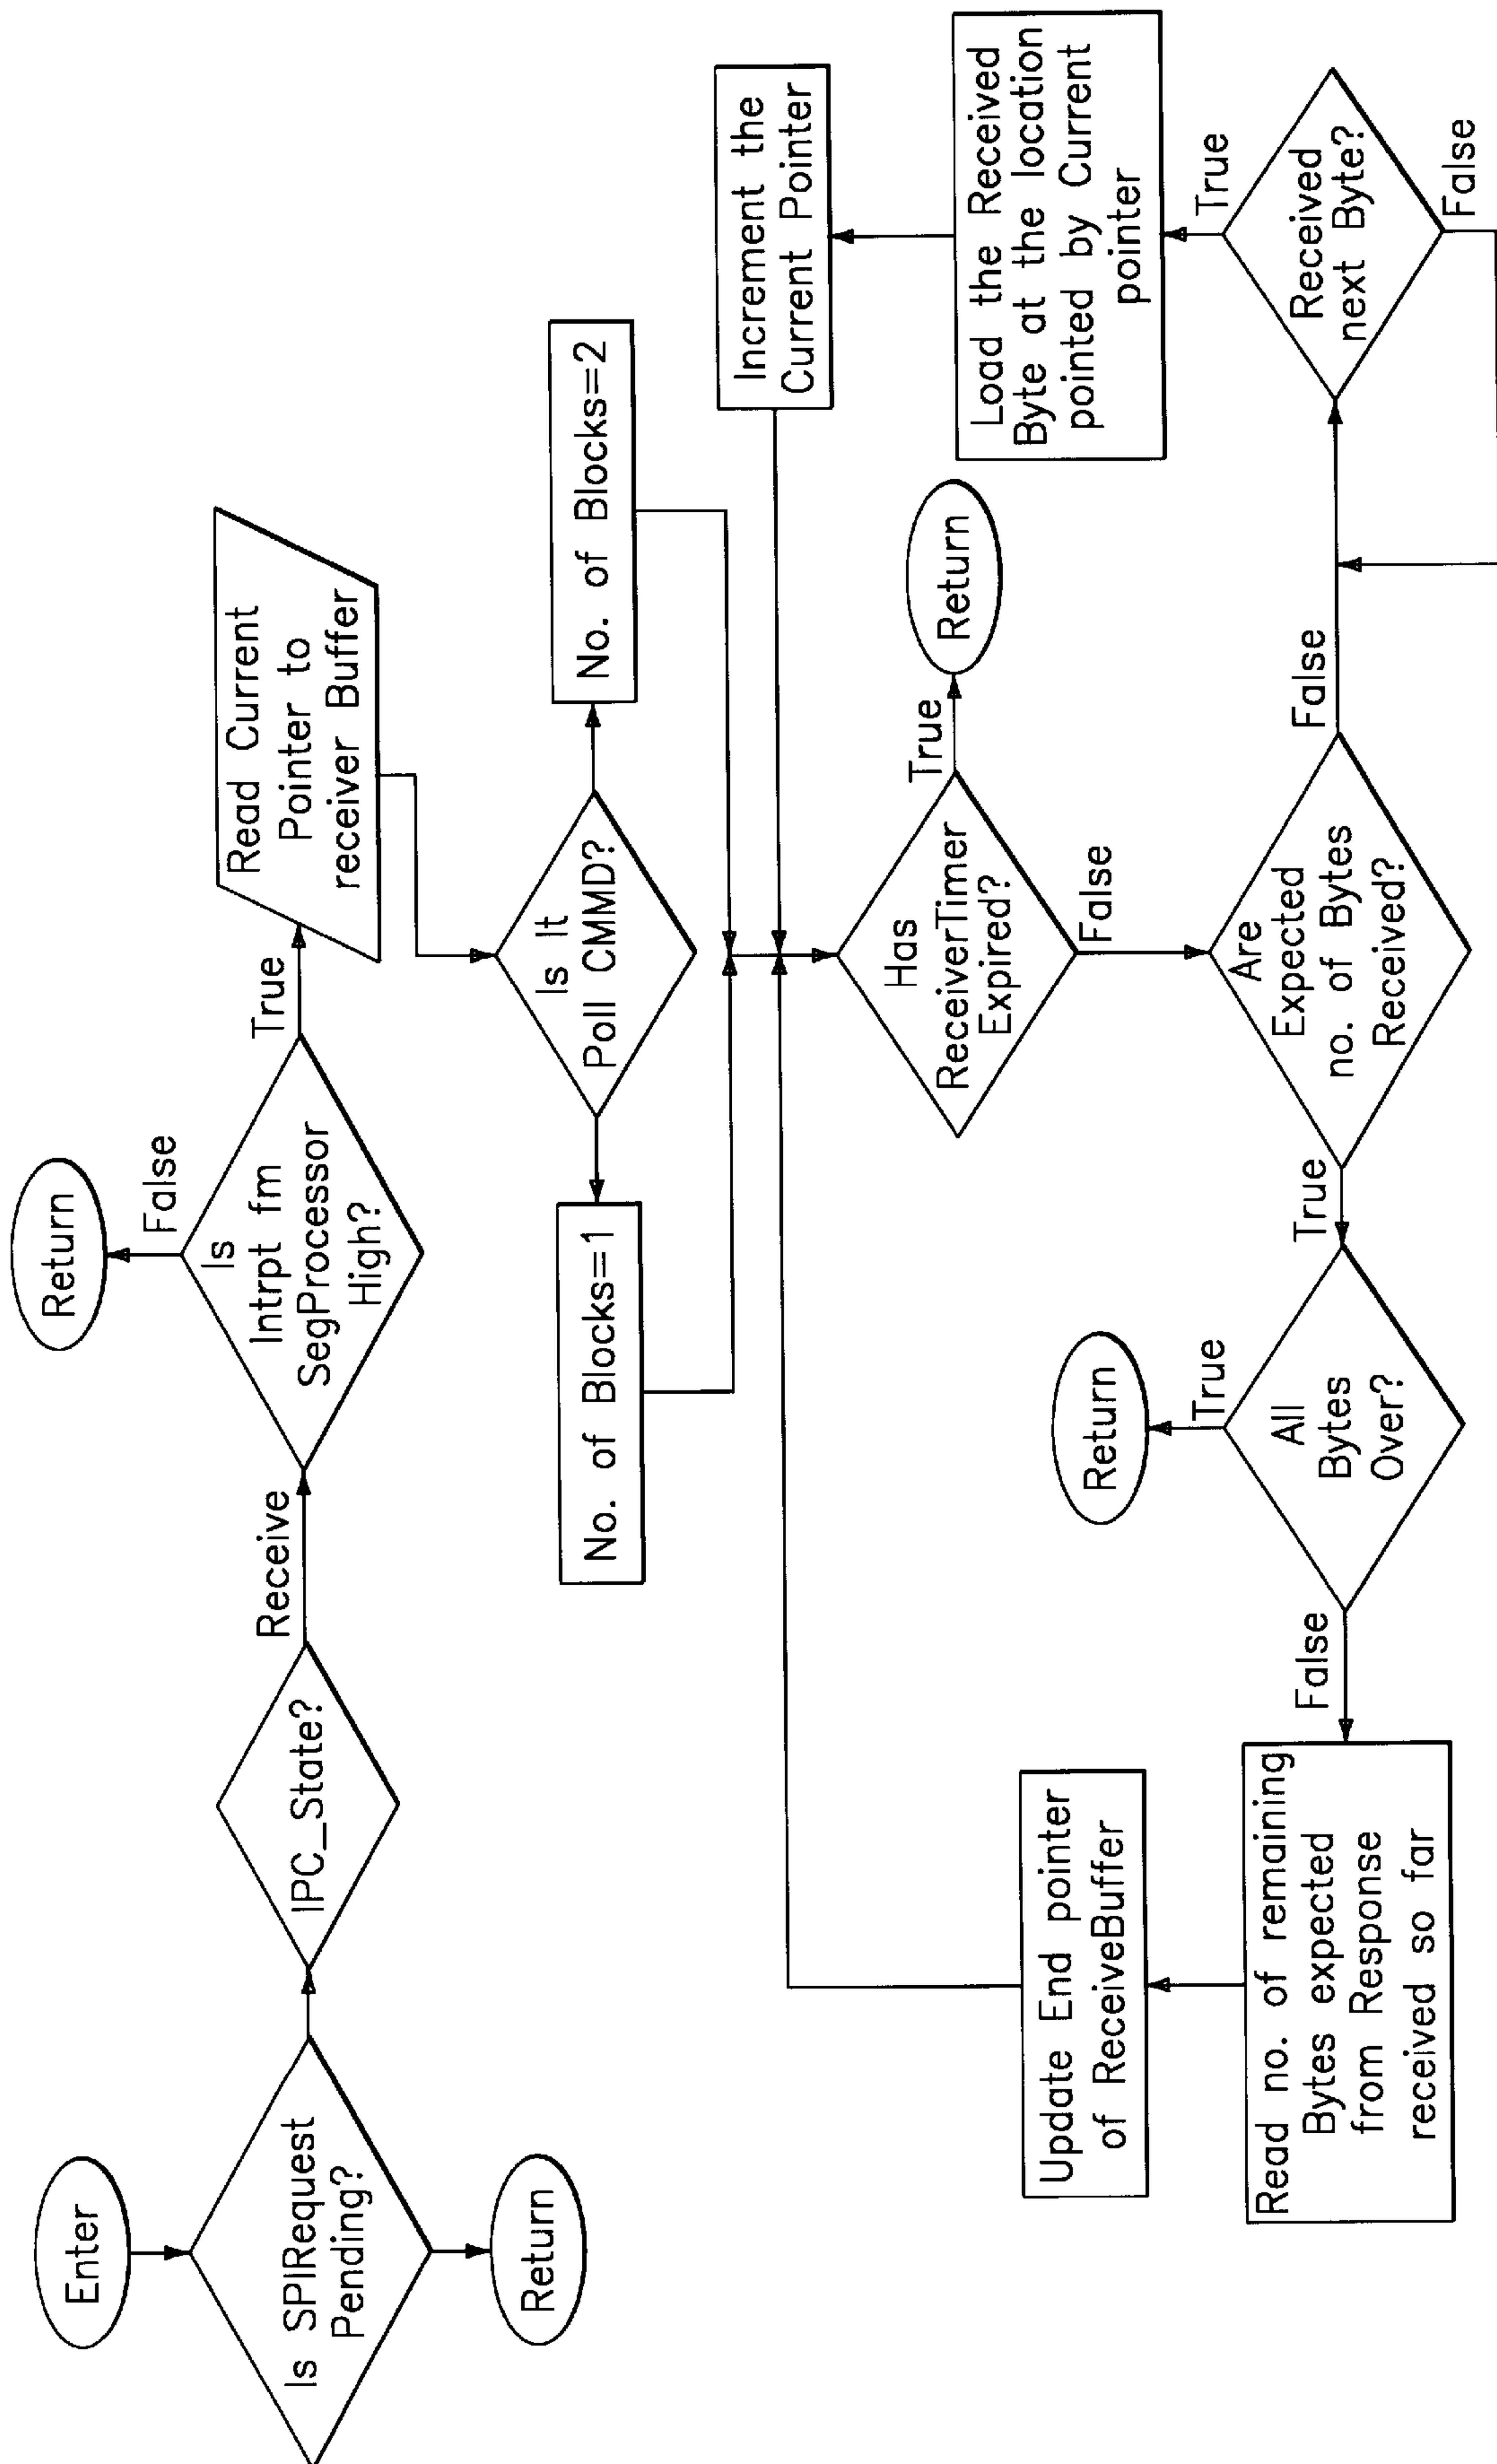 Enter
Is SPIRequest
Pending?
Return
IPC_State?
Receive
Is
Intrpt fm
SegProcessor
High?
False
Return
True
Read Current
Pointer to
receiver Buffer
Is It
Poll CMMD?
No. of Blocks=1
No. of Blocks=2
Has
ReceiverTimer
Expired?
True
Return
False
Are
Expected
no. of Bytes
Received?
True
False
All
Bytes
Over?
True
Return
False
Read no. of remaining
Bytes expected
from Response
received so far
Update End pointer
of ReceiveBuffer
Received
next Byte?
True
False
Load the Received
Byte at the location
pointed by Current
pointer
Increment the
Current Pointer